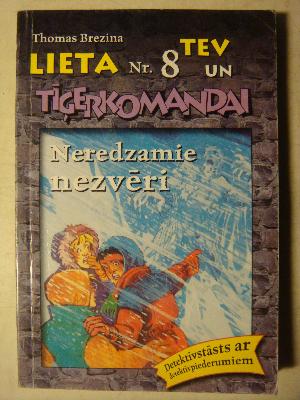 Thomas Brezina
LIETA Nr. 8 TEV UN
TĪĢERKOMANDAI
Neredzamie
nezvēri
Detektīvstāsts ar
detektīvpiederumiem